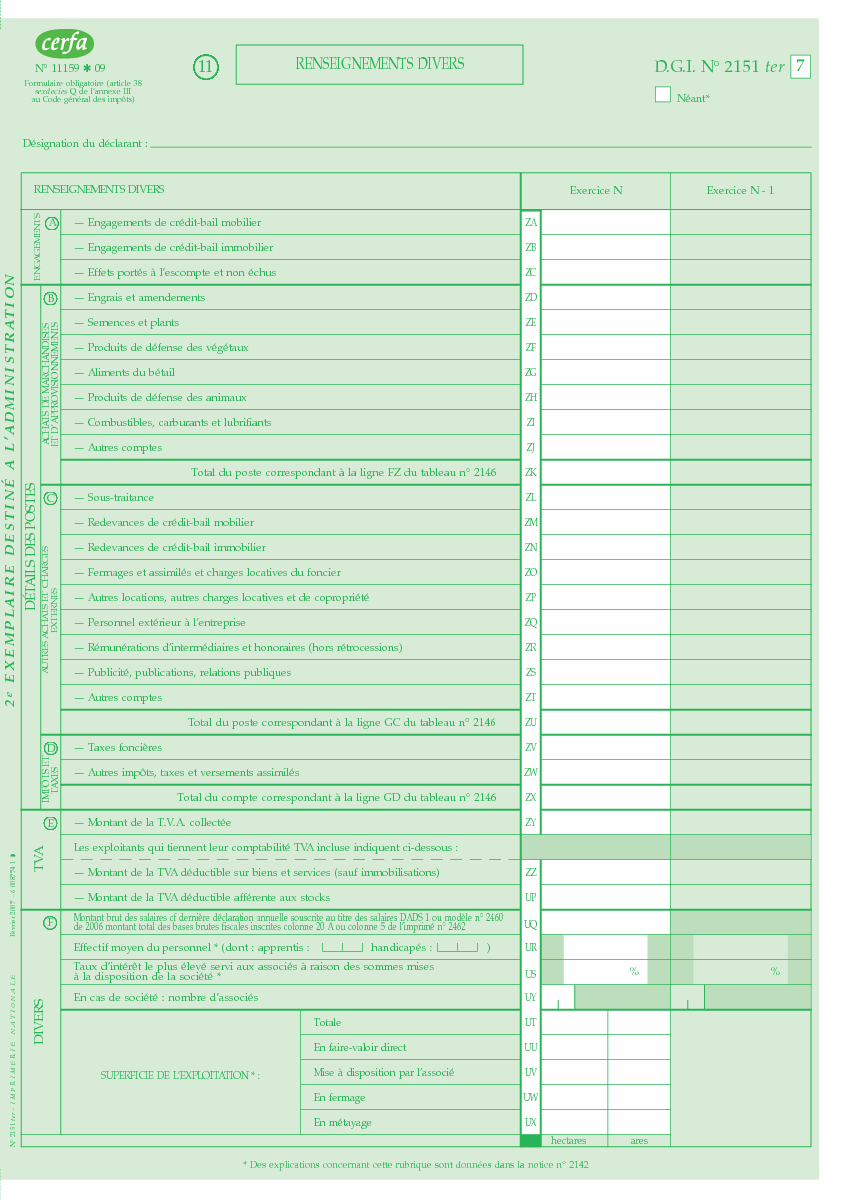 cerfa
N° 11159 ✱ 09
Formulaire obligatoire (article 38
sexdecies Q de l'annexe III
au Code général des impôts)
11
RENSEIGNEMENTS DIVERS
D.G.I. N° 2151 ter 7
Néant*
Désignation du déclarant :
RENSEIGNEMENTS DIVERS
Exercice N
Exercice N - 1
2e EXEMPLAIRE DESTINÉ A L'ADMINISTRATION
ENGAGEMENTS
A
— Engagements de crédit-bail mobilier ZA
— Engagements de crédit-bail immobilier ZB
— Effets portés à l'escompte et non échus ZC
DÉTAILS DES POSTES
ACHATS DE MARCHANDISES
ET D'APPROVISIONNEMENTS
B
— Engrais et amendements ZD
— Semences et plants ZE
— Produits de défense des végétaux ZF
— Aliments du bétail ZG
— Produits de défense des animaux ZH
— Combustibles, carburants et lubrifiants ZI
— Autres comptes ZJ
Total du poste correspondant à la ligne FZ du tableau n° 2146 ZK
AUTRES ACHATS ET CHARGES
EXTERNES
C
— Sous-traitance ZL
— Redevances de crédit-bail mobilier ZM
— Redevances de crédit-bail immobilier ZN
— Fermages et assimilés et charges locatives du foncier ZO
— Autres locations, autres charges locatives et de copropriété ZP
— Personnel extérieur à l'entreprise ZQ
— Rémunérations d'intermédiaires et honoraires (hors rétrocessions) ZR
— Publicité, publications, relations publiques ZS
— Autres comptes ZT
Total du poste correspondant à la ligne GC du tableau n° 2146 ZU
IMPÔTS ET
TAXES
D
— Taxes foncières ZV
— Autres impôts, taxes et versements assimilés ZW
Total du compte correspondant à la ligne GD du tableau n° 2146 ZX
TVA
E
— Montant de la T.V.A. collectée ZY
Les exploitants qui tiennent leur comptabilité TVA incluse indiquent ci-dessous :
— Montant de la TVA déductible sur biens et services (sauf immobilisations) ZZ
— Montant de la TVA déductible afférente aux stocks UP
DIVERS
F
Montant brut des salaires cf dernière déclaration annuelle souscrite au titre des salaires DADS 1 ou modèle n° 2460
de 2006 montant total des bases brutes fiscales inscrites colonne 20 A ou colonne 5 de l'imprimé n° 2462 UQ
Effectif moyen du personnel * (dont : apprentis : handicapés : ) UR
Taux d'intérêt le plus élevé servi aux associés à raison des sommes mises
à la disposition de la société * US % %
En cas de société : nombre d'associés UY
SUPERFICIE DE L'EXPLOITATION * :
Totale UT
En faire-valoir direct UU
Mise à disposition par l'associé UV
En fermage UW
En métayage UX
hectares ares
N° 2151 ter - IMPRIMERIE NATIONALE
Février 2007
* Des explications concernant cette rubrique sont données dans la notice n° 2142